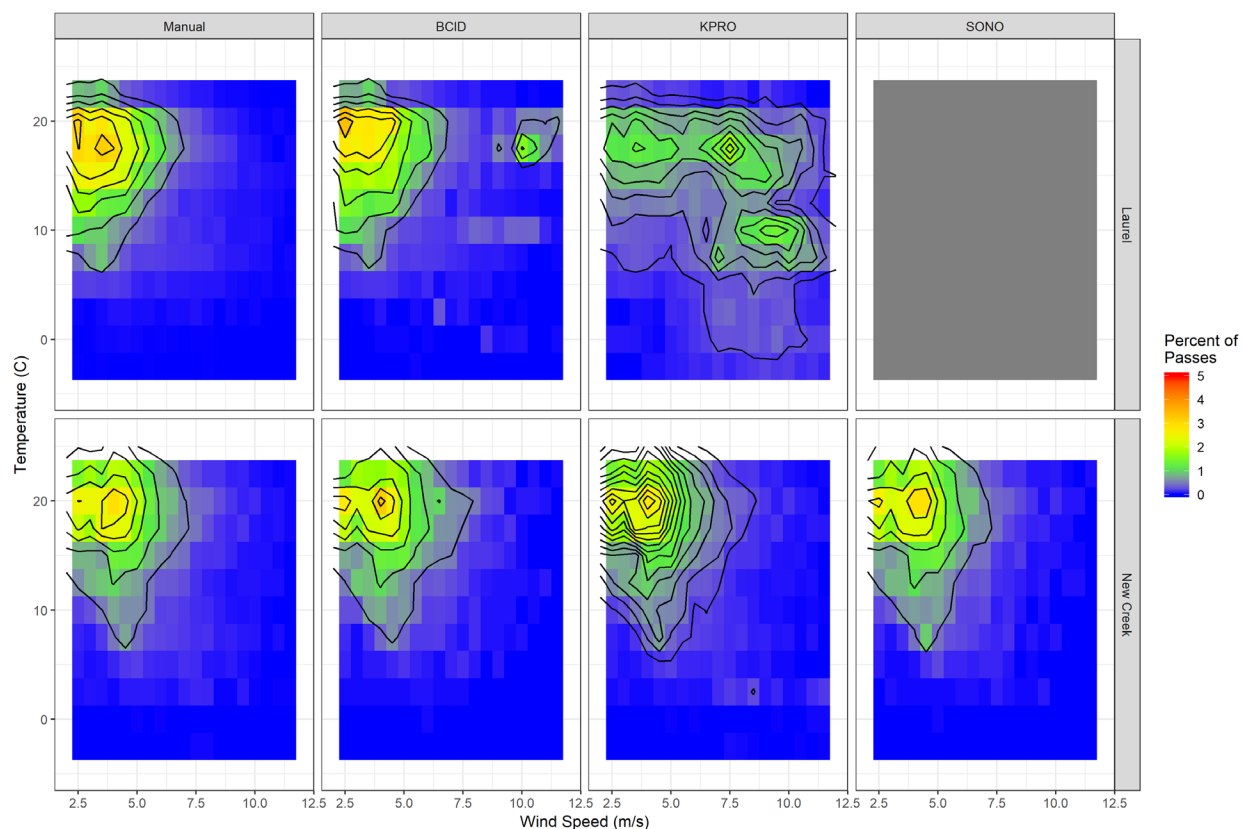 Manual
BCID
KPRO
SONO
20
10
0
Laurel
Temperature (C)
20
10
0
New Creek
2.5 5.0 7.5 10.0 12.5
2.5 5.0 7.5 10.0 12.5
2.5 5.0 7.5 10.0 12.5
2.5 5.0 7.5 10.0 12.5
Wind Speed (m/s)
Percent of
Passes
5
4
3
2
1
0